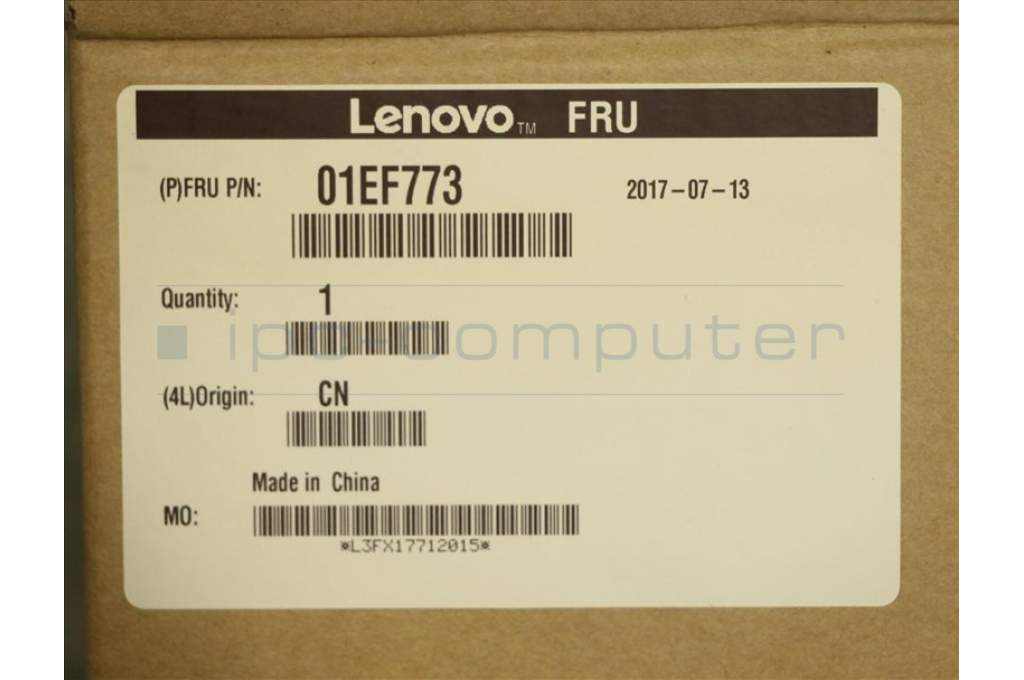 Lenovo™ FRU
(P)FRU P/N: 01EF773 2017-07-13
Quantity: 1
ipc-computer
(4L)Origin: CN
Made in China
MO:
*L3FX17712015*